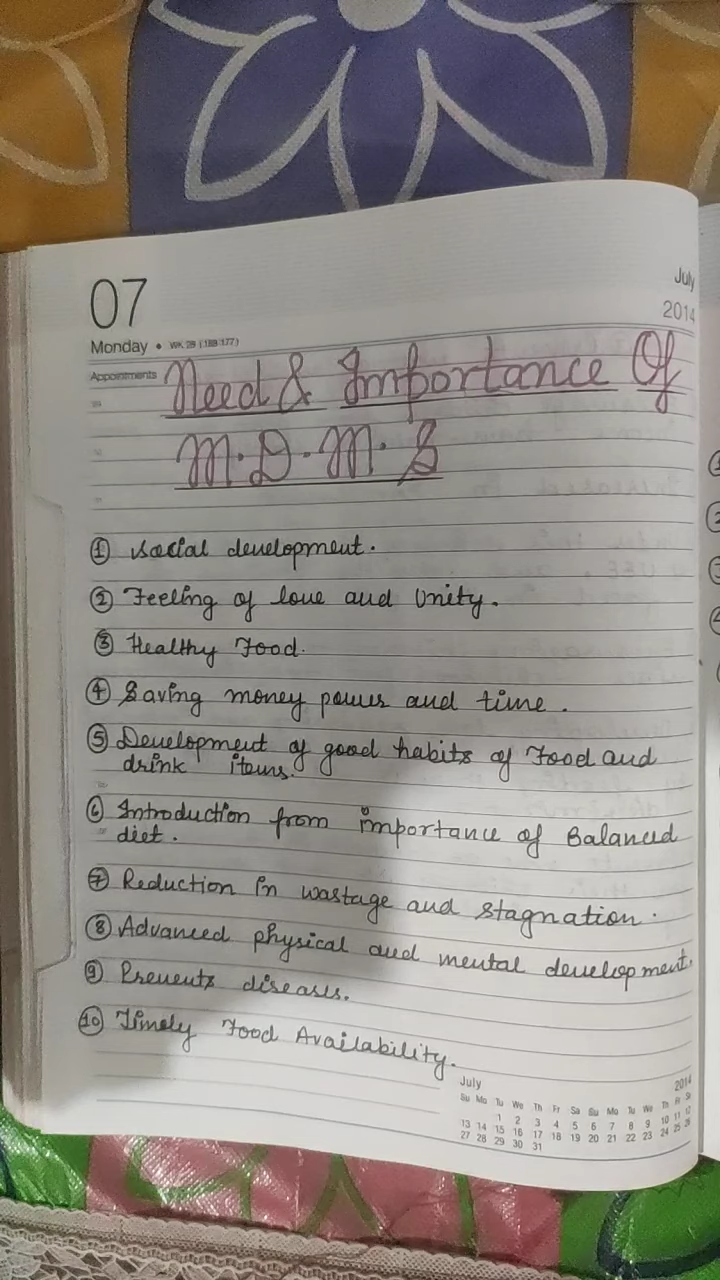 07
July
2014
Monday • WK 28 (188-177)
Appointments
Need & Importance Of
M.D.M.S
① Social development.
② Feeling of love and Unity.
③ Healthy Food.
④ Saving money power and time.
⑤ Development of good habits of Food and
drink items.
⑥ Introduction from importance of Balanced
diet.
⑦ Reduction in wastage and stagnation.
⑧ Advanced physical and mental development.
⑨ Prevents diseases.
⑩ Timely Food Availability.
July 2014
Su Mo Tu We Th Fr Sa Su Mo Tu We Th Fr Sa
1 2 3 4 5 6 7 8 9 10 11 12
13 14 15 16 17 18 19 20 21 22 23 24 25 26
27 28 29 30 31